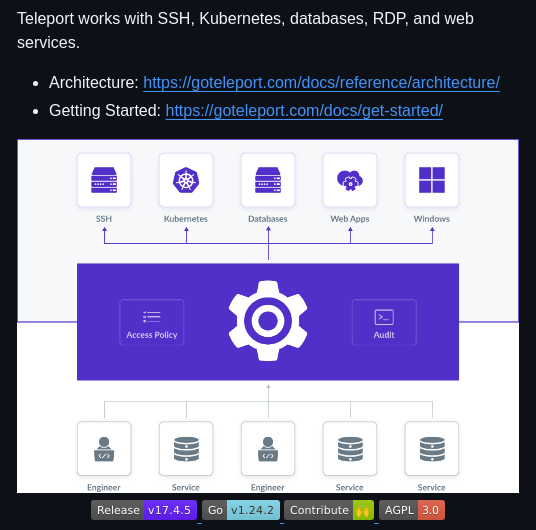 Teleport works with SSH, Kubernetes, databases, RDP, and web
services.
• Architecture: https://goteleport.com/docs/reference/architecture/
• Getting Started: https://goteleport.com/docs/get-started/
SSH Kubernetes Databases Web Apps Windows
Access Policy >_ Audit
Engineer Service Engineer Service Service
Release v17.4.5 Go v1.24.2 Contribute 🙌 AGPL 3.0